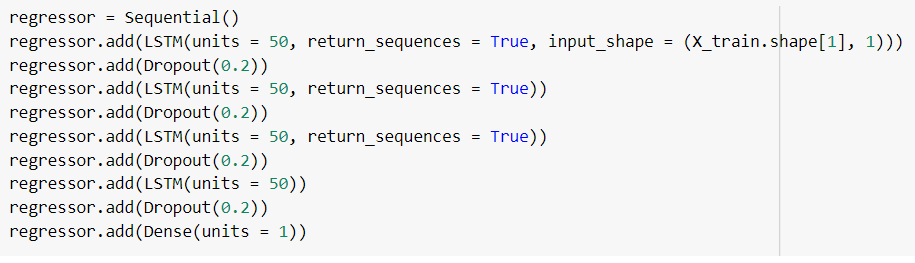 regressor = Sequential()
regressor.add(LSTM(units = 50, return_sequences = True, input_shape = (X_train.shape[1], 1)))
regressor.add(Dropout(0.2))
regressor.add(LSTM(units = 50, return_sequences = True))
regressor.add(Dropout(0.2))
regressor.add(LSTM(units = 50, return_sequences = True))
regressor.add(Dropout(0.2))
regressor.add(LSTM(units = 50))
regressor.add(Dropout(0.2))
regressor.add(Dense(units = 1))